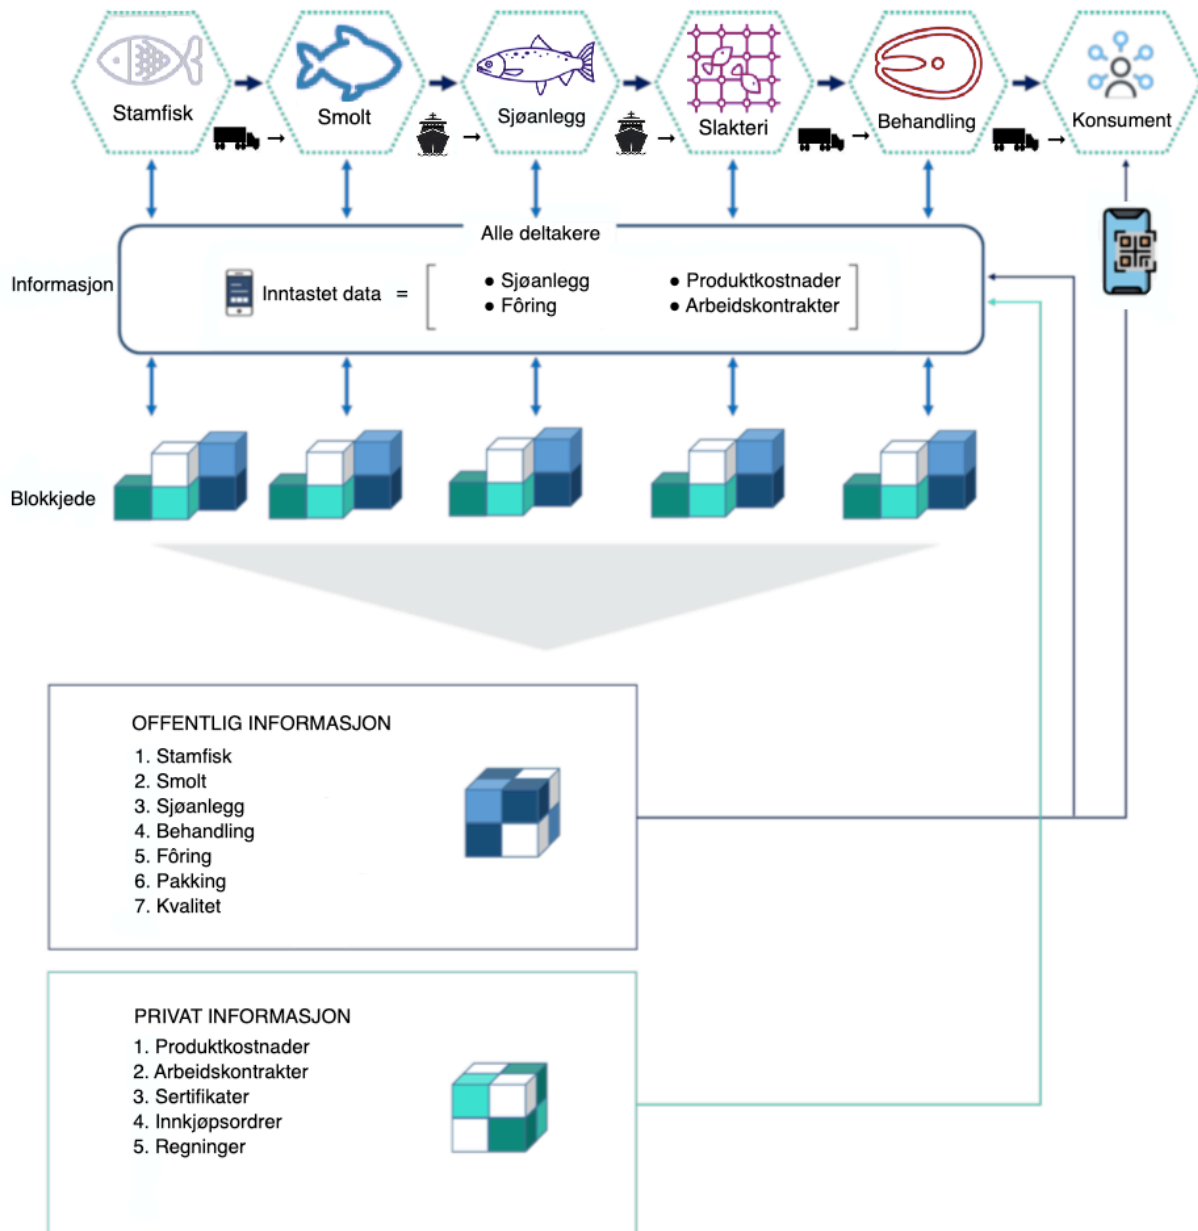 Stamfisk
Smolt
Sjøanlegg
Slakteri
Behandling
Konsument
Alle deltakere
Informasjon
Inntastet data =
● Sjøanlegg
● Fôring
● Produktkostnader
● Arbeidskontrakter
Blokkjede
OFFENTLIG INFORMASJON
1. Stamfisk
2. Smolt
3. Sjøanlegg
4. Behandling
5. Fôring
6. Pakking
7. Kvalitet
PRIVAT INFORMASJON
1. Produktkostnader
2. Arbeidskontrakter
3. Sertifikater
4. Innkjøpsordrer
5. Regninger